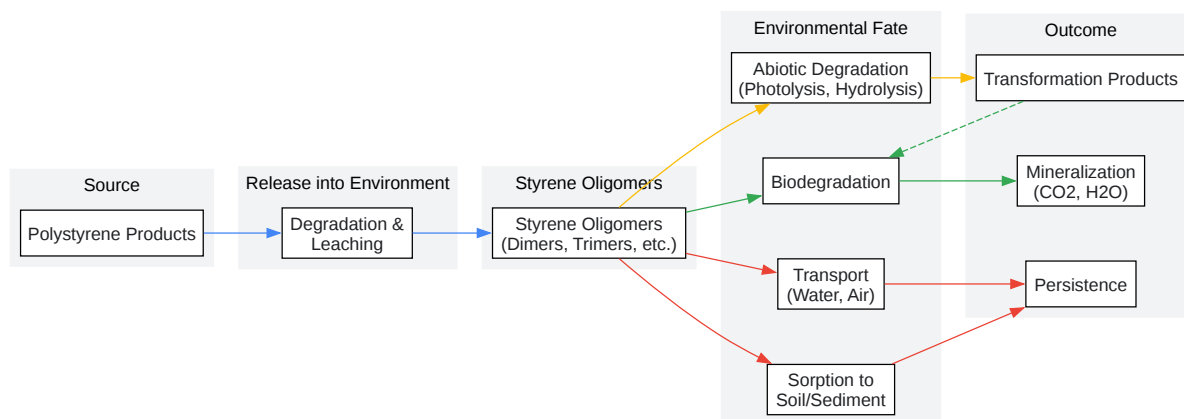 Source
Polystyrene Products
Release into Environment
Degradation &
Leaching
Styrene Oligomers
Styrene Oligomers
(Dimers, Trimers, etc.)
Environmental Fate
Abiotic Degradation
(Photolysis, Hydrolysis)
Biodegradation
Transport
(Water, Air)
Sorption to
Soil/Sediment
Outcome
Transformation Products
Mineralization
(CO2, H2O)
Persistence